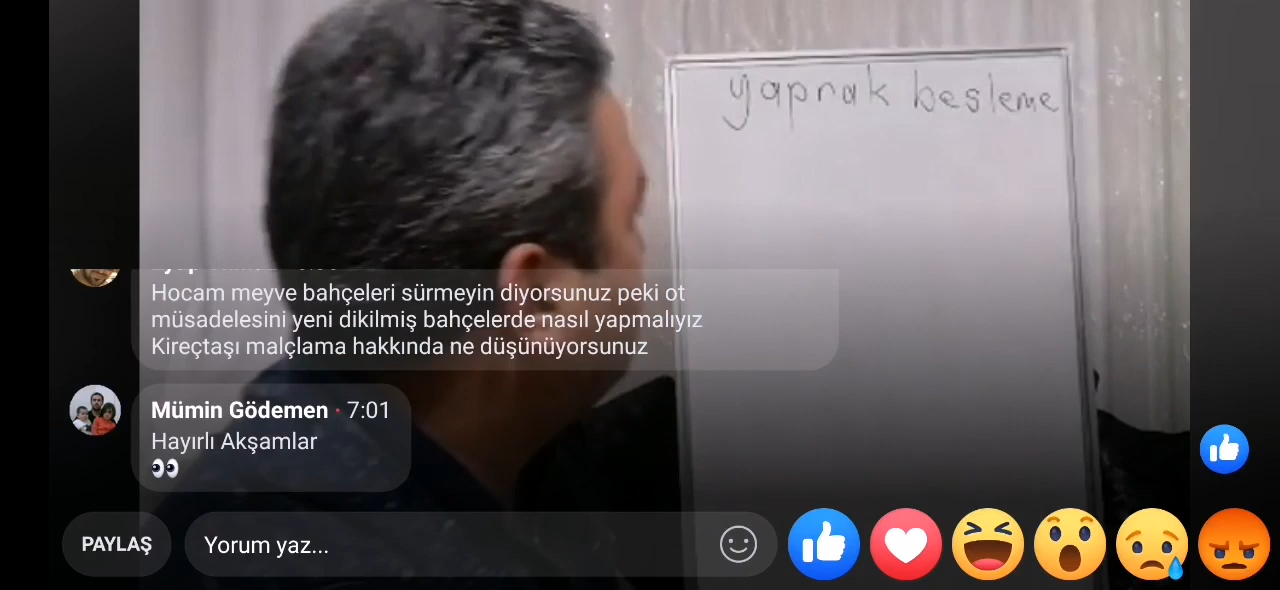 yaprak besleme
Hocam meyve bahçeleri sürmeyin diyorsunuz peki ot
müsadelesini yeni dikilmiş bahçelerde nasıl yapmalıyız
Kireçtaşı malçlama hakkında ne düşünüyorsunuz
Mümin Gödemen · 7:01
Hayırlı Akşamlar
PAYLAŞ
Yorum yaz...